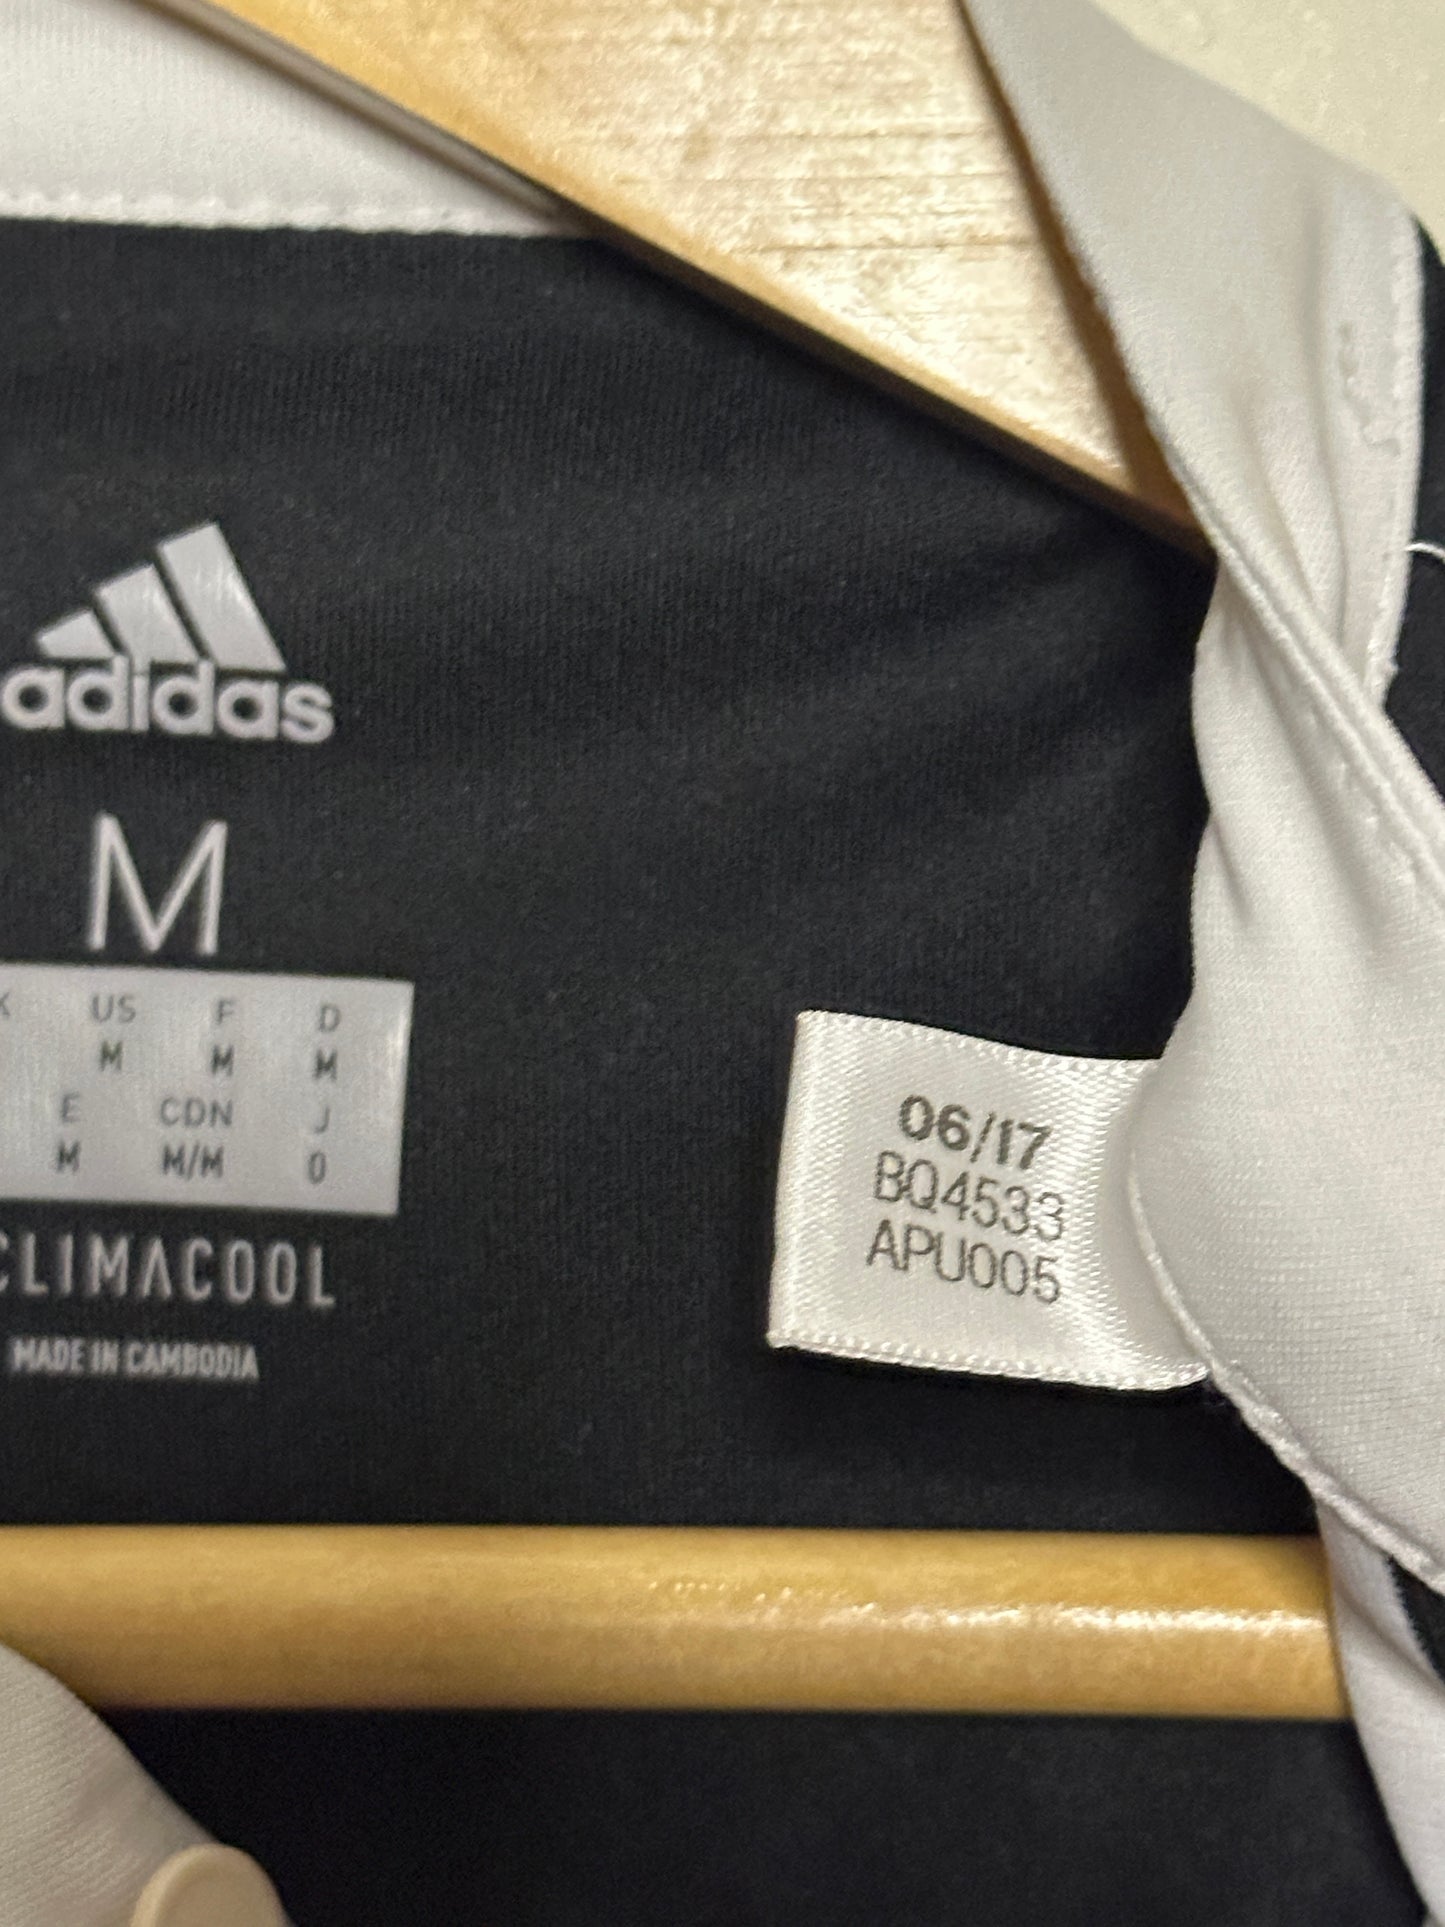 adidas
M
US F D
M M M
E CDN J
M M/M O
CLIMACOOL
MADE IN CAMBODIA
06/17
BQ4533
APU005